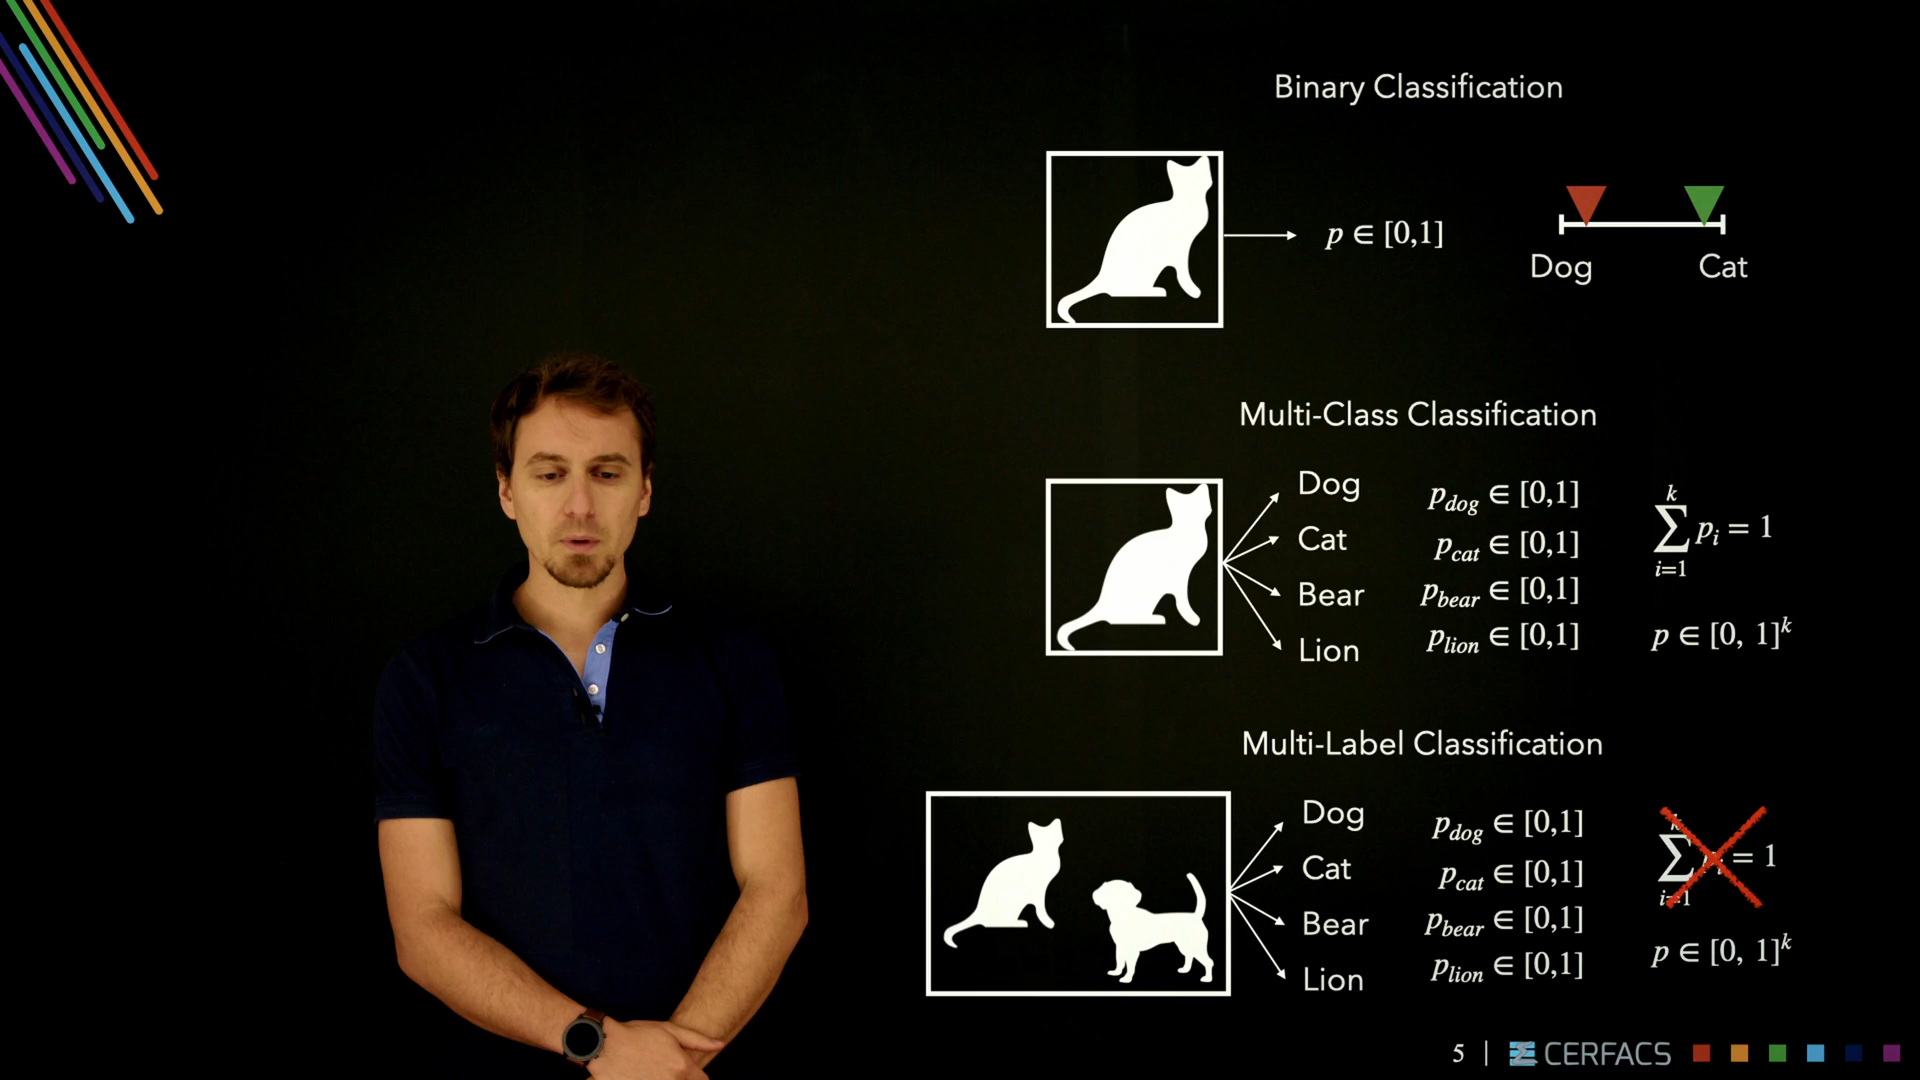 Binary Classification
p ∈ [0,1]
Dog Cat
Multi-Class Classification
Dog p_dog ∈ [0,1]
Cat p_cat ∈ [0,1]
Bear p_bear ∈ [0,1]
Lion p_lion ∈ [0,1]
∑_{i=1}^{k} p_i = 1
p ∈ [0, 1]^k
Multi-Label Classification
Dog p_dog ∈ [0,1]
Cat p_cat ∈ [0,1]
Bear p_bear ∈ [0,1]
Lion p_lion ∈ [0,1]
∑_{i=1}^{k} p_i = 1
p ∈ [0, 1]^k
5 | CERFACS